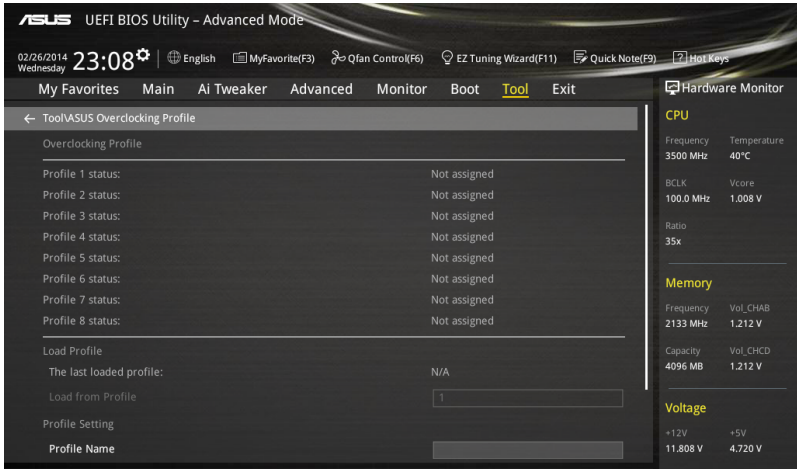 ASUS UEFI BIOS Utility – Advanced Mode
02/26/2014 Wednesday 23:08 English MyFavorite(F3) Qfan Control(F6) EZ Tuning Wizard(F11) Quick Note(F9) ? Hot Keys
My Favorites Main Ai Tweaker Advanced Monitor Boot Tool Exit
← Tool\ASUS Overclocking Profile
Overclocking Profile
Profile 1 status: Not assigned
Profile 2 status: Not assigned
Profile 3 status: Not assigned
Profile 4 status: Not assigned
Profile 5 status: Not assigned
Profile 6 status: Not assigned
Profile 7 status: Not assigned
Profile 8 status: Not assigned
Load Profile
The last loaded profile: N/A
Load from Profile 1
Profile Setting
Profile Name
Hardware Monitor
CPU
Frequency Temperature
3500 MHz 40°C
BCLK Vcore
100.0 MHz 1.008 V
Ratio
35x
Memory
Frequency Vol_CHAB
2133 MHz 1.212 V
Capacity Vol_CHCD
4096 MB 1.212 V
Voltage
+12V +5V
11.808 V 4.720 V